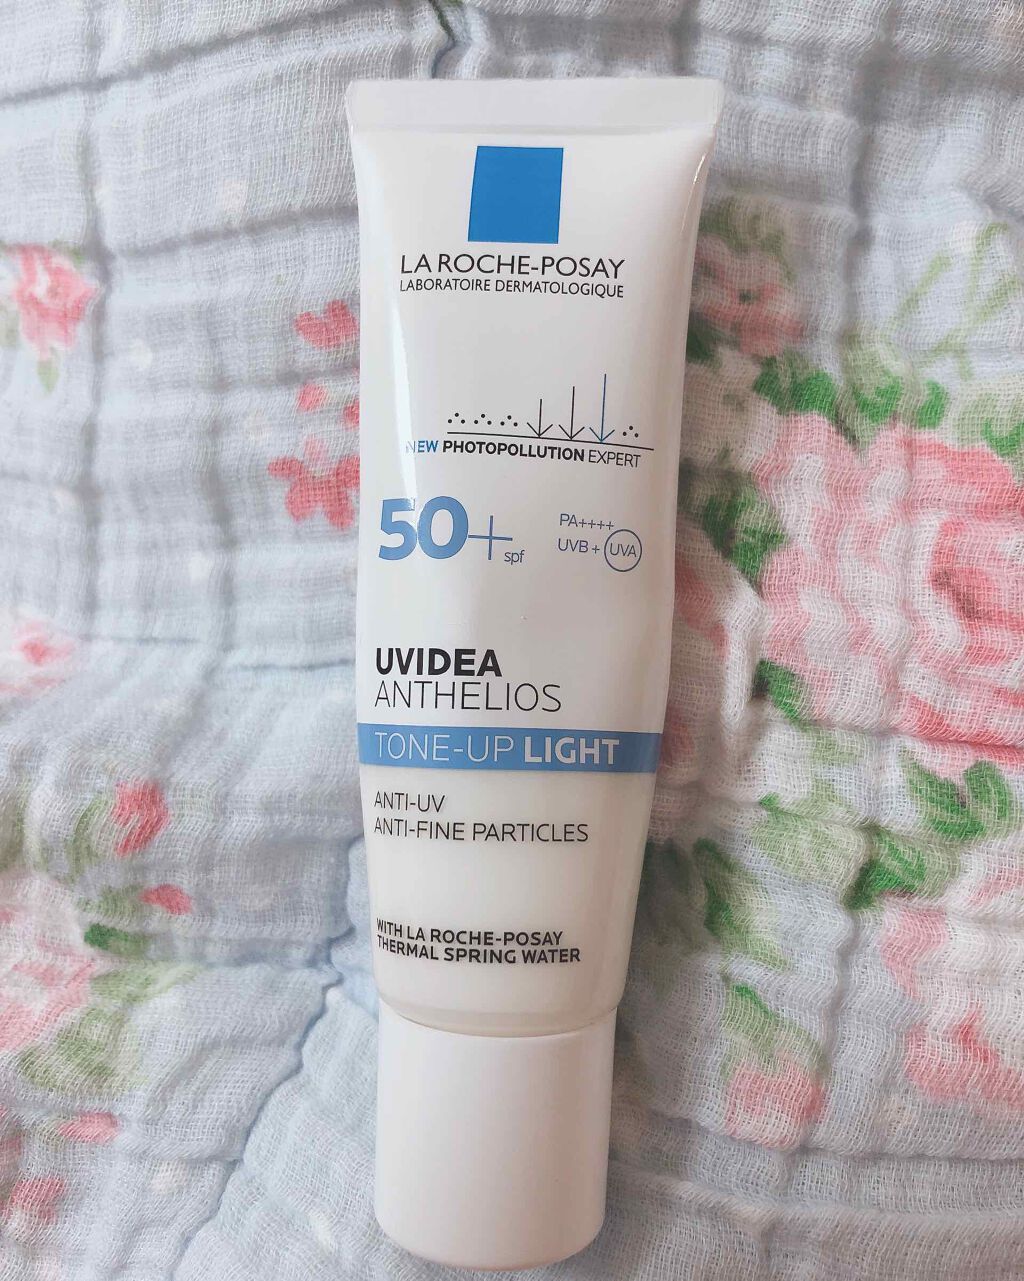 LA ROCHE-POSAY
LABORATOIRE DERMATOLOGIQUE
NEW PHOTOPOLLUTION EXPERT
50+ spf
PA++++
UVB + UVA
UVIDEA
ANTHELIOS
TONE-UP LIGHT
ANTI-UV
ANTI-FINE PARTICLES
WITH LA ROCHE-POSAY
THERMAL SPRING WATER